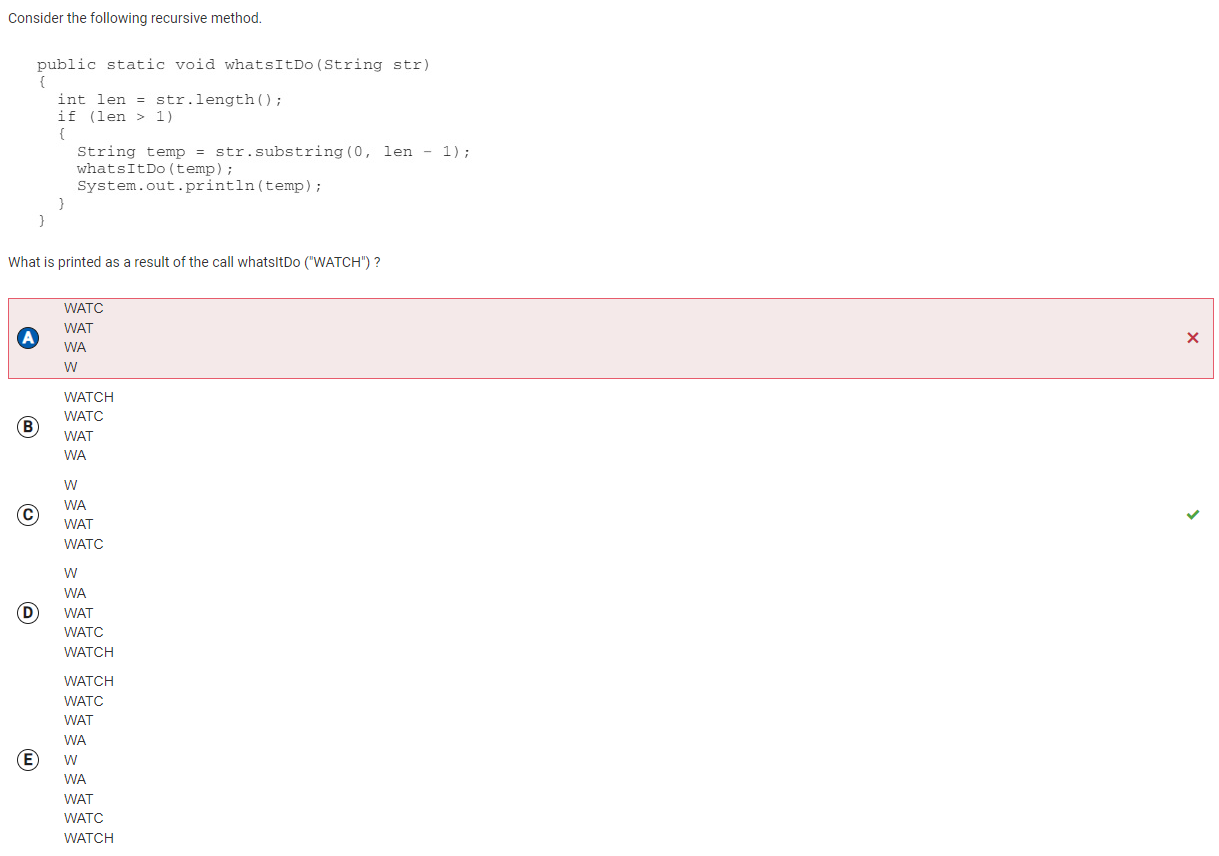 Consider the following recursive method.
public static void whatsItDo(String str)
{
int len = str.length();
if (len > 1)
{
String temp = str.substring(0, len - 1);
whatsItDo(temp);
System.out.println(temp);
}
}
What is printed as a result of the call whatsItDo ("WATCH") ?
A
WATC
WAT
WA
W
B
WATCH
WATC
WAT
WA
C
W
WA
WAT
WATC
D
W
WA
WAT
WATC
WATCH
E
WATCH
WATC
WAT
WA
W
WA
WAT
WATC
WATCH